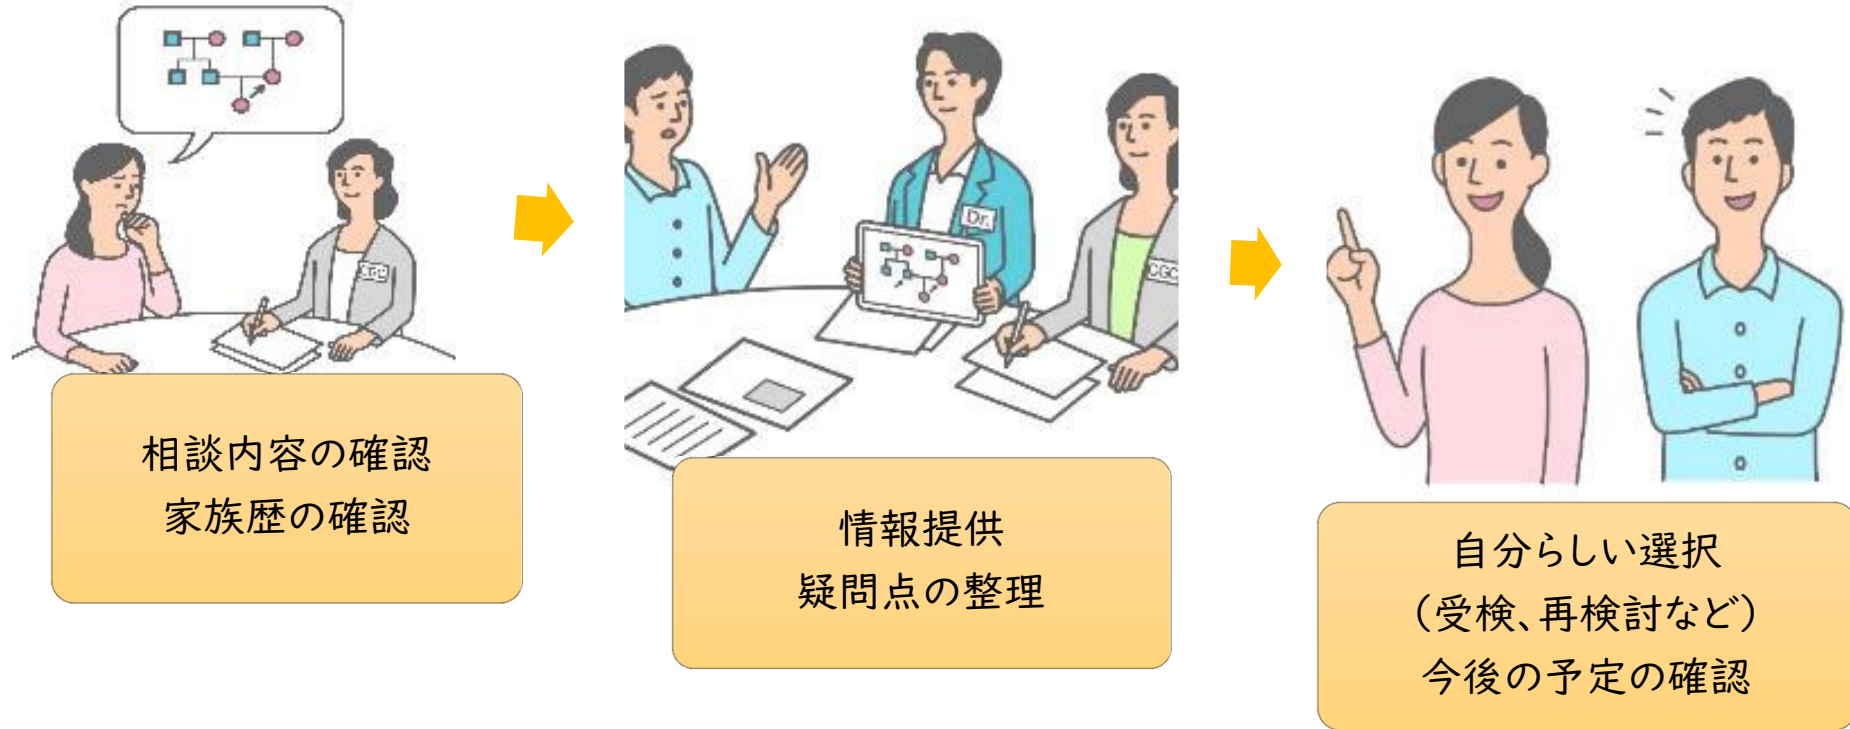 相談内容の確認
家族歴の確認
Dr.
CGC
情報提供
疑問点の整理
自分らしい選択
(受検、再検討など)
今後の予定の確認